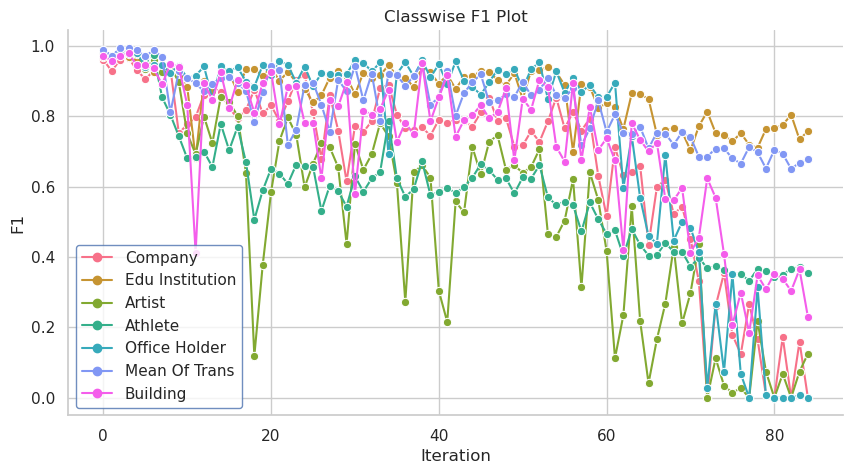 Classwise F1 Plot
1.0
0.8
0.6
0.4
0.2
0.0
F1
Company
Edu Institution
Artist
Athlete
Office Holder
Mean Of Trans
Building
0
20
40
60
80
Iteration